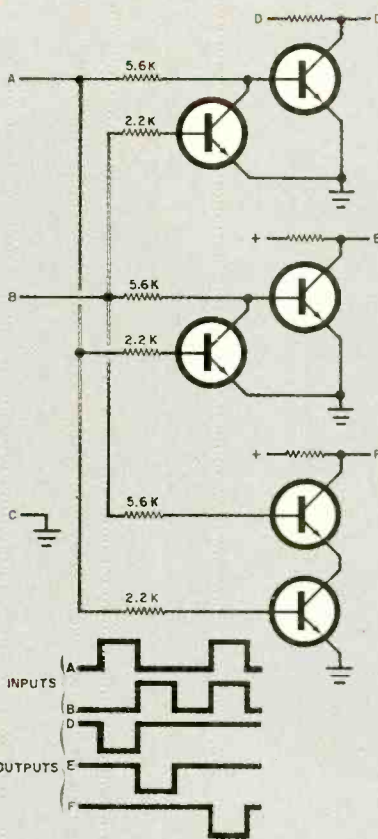 D D
A 5.6K
2.2K
+ E
B 5.6K
2.2K
+ F
5.6K
C
2.2K
A
INPUTS
B
D
OUTPUTS E
F